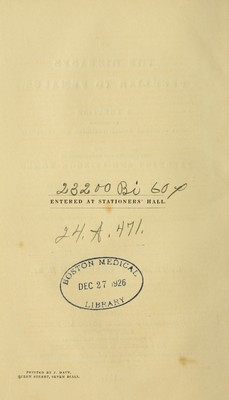 23200 Bi 60
ENTERED AT STATIONERS' HALL.
24.A.471.
BOSTON MEDICAL
DEC 27 1926
LIBRARY
PRINTED BY
QUEEN STREET, SEVEN DIALS.